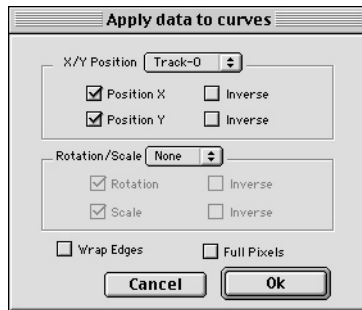 Apply data to curves
X/Y Position Track-0
Position X Inverse
Position Y Inverse
Rotation/Scale None
Rotation Inverse
Scale Inverse
Wrap Edges Full Pixels
Cancel Ok